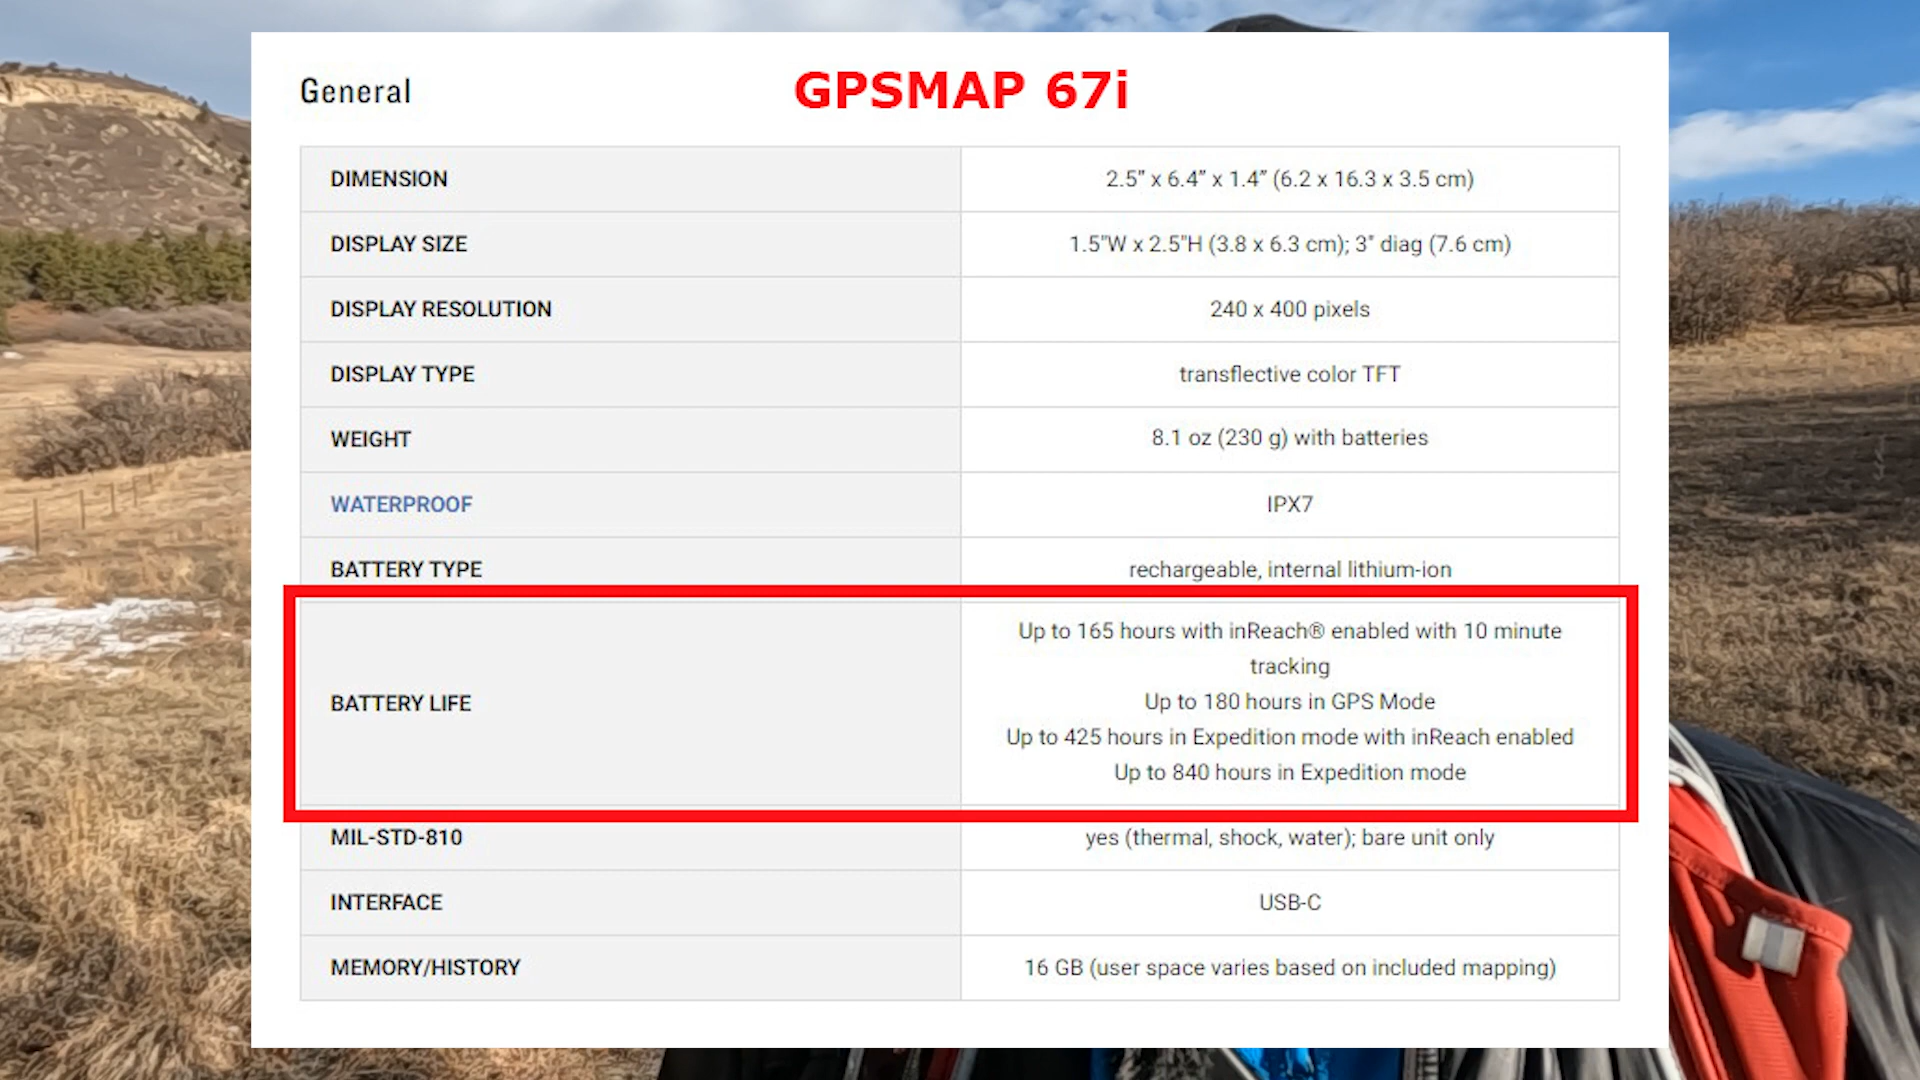 General
GPSMAP 67i
DIMENSION
2.5" x 6.4” x 1.4” (6.2 x 16.3 x 3.5 cm)
DISPLAY SIZE
1.5"W x 2.5"H (3.8 x 6.3 cm); 3" diag (7.6 cm)
DISPLAY RESOLUTION
240 x 400 pixels
DISPLAY TYPE
transflective color TFT
WEIGHT
8.1 oz (230 g) with batteries
WATERPROOF
IPX7
BATTERY TYPE
rechargeable, internal lithium-ion
BATTERY LIFE
Up to 165 hours with inReach® enabled with 10 minute
tracking
Up to 180 hours in GPS Mode
Up to 425 hours in Expedition mode with inReach enabled
Up to 840 hours in Expedition mode
MIL-STD-810
yes (thermal, shock, water); bare unit only
INTERFACE
USB-C
MEMORY/HISTORY
16 GB (user space varies based on included mapping)